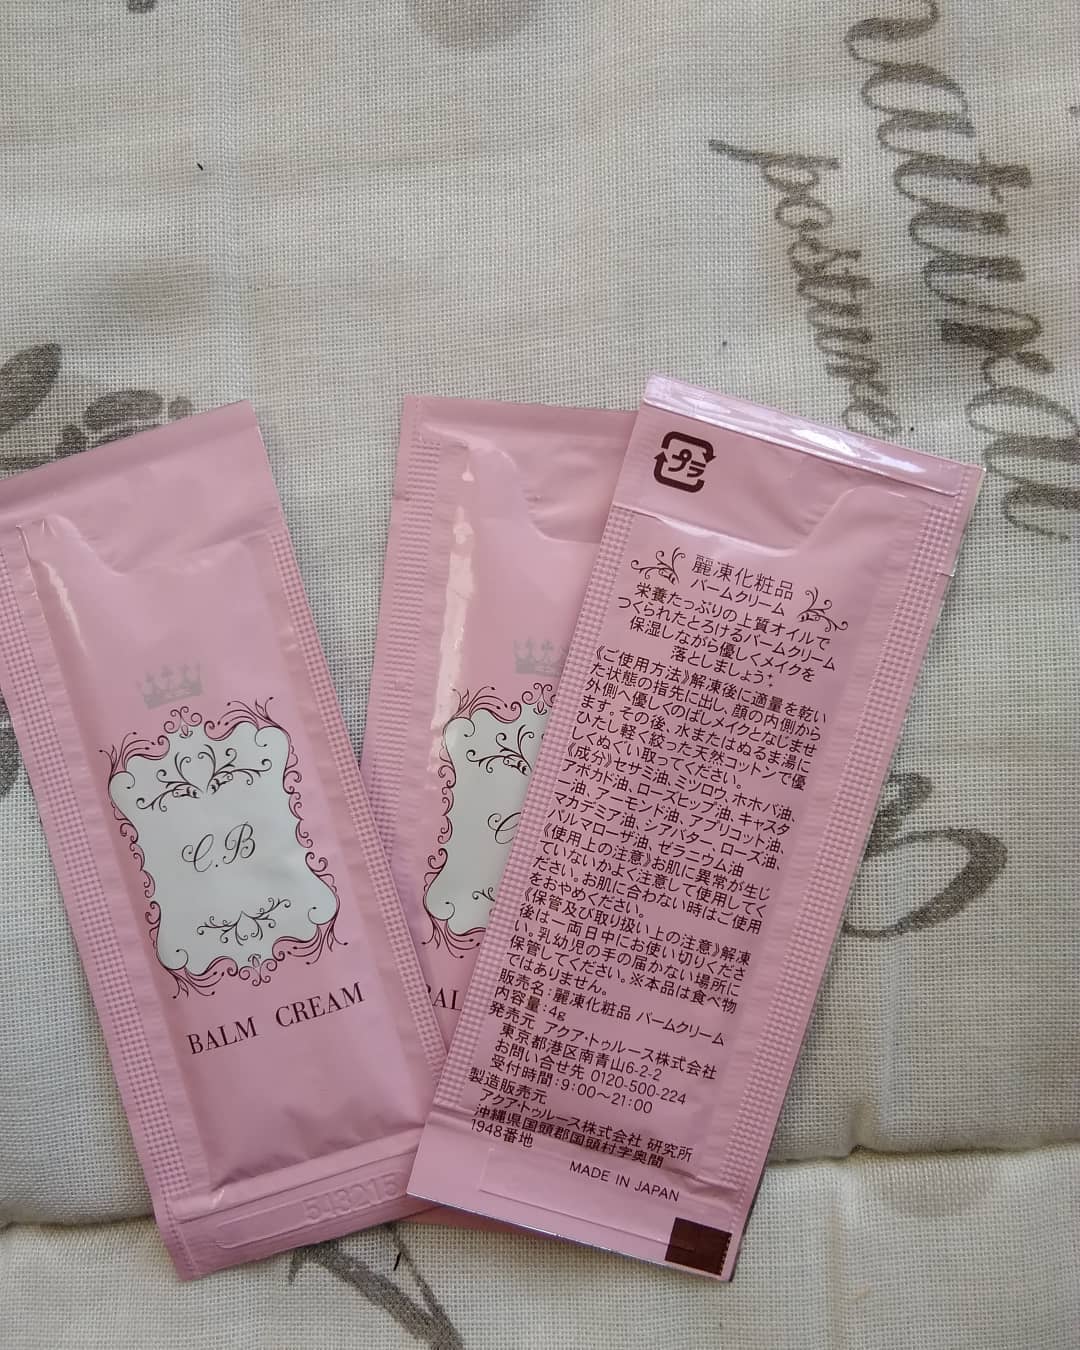 natural
posture
プラ
麗凍化粧品
バームクリーム
栄養たっぷりの上質オイルで
つくられたとろけるバームクリーム
保湿しながら優しくメイクを
落としましょう
《ご使用方法》解凍後に適量を乾い
た状態の指先に出し、顔の内側から
外側へ優しくのばしメイクとなじませ
ます。その後、水またはぬるま湯に
ひたし軽く絞った天然コットンで優
しくぬぐい取ってください。
《成分》セサミ油、ミツロウ、ホホバ油、
アボカド油、ローズヒップ油、キャスタ
ー油、アーモンド油、アプリコット油、
マカデミア油、シアバター、ローズ油、
パルマローザ油、ゼラニウム油
《使用上の注意》お肌に異常が生じ
ていないかよく注意して使用してく
ださい。お肌に合わない時はご使用
をおやめください。
《保管及び取り扱い上の注意》解凍
後は一両日中にお使い切りくださ
い。乳幼児の手の届かない場所に
保管してください。※本品は食べ物
ではありません。
販売名：麗凍化粧品 バームクリーム
内容量：4g
発売元 アクア・トゥルース株式会社
東京都港区南青山6-2-2
お問い合せ先 0120-500-224
受付時間：9:00〜21:00
製造販売元
アクア・トゥルース株式会社 研究所
沖縄県国頭郡国頭村字奥間
1948番地
MADE IN JAPAN
C.B
BALM CREAM
C
BAL